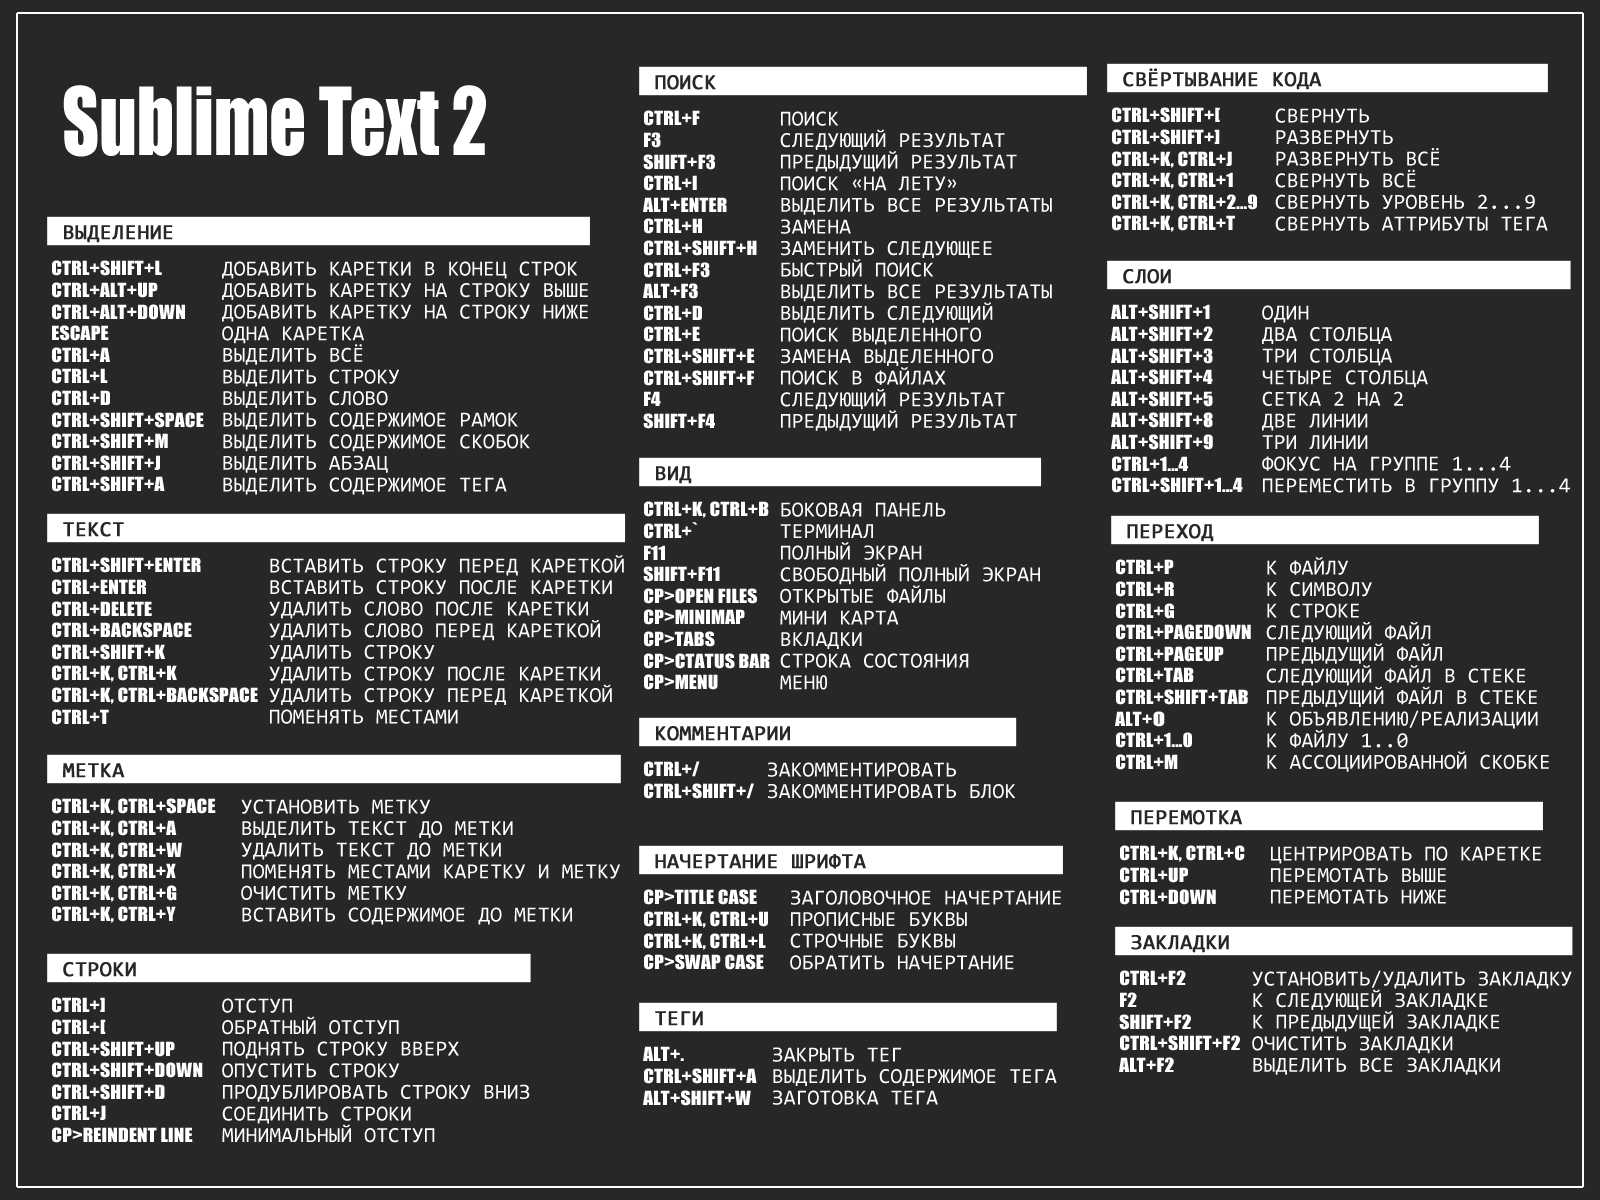 Sublime Text 2
ВЫДЕЛЕНИЕ
CTRL+SHIFT+L ДОБАВИТЬ КАРЕТКИ В КОНЕЦ СТРОК
CTRL+ALT+UP ДОБАВИТЬ КАРЕТКУ НА СТРОКУ ВЫШЕ
CTRL+ALT+DOWN ДОБАВИТЬ КАРЕТКУ НА СТРОКУ НИЖЕ
ESCAPE ОДНА КАРЕТКА
CTRL+A ВЫДЕЛИТЬ ВСЁ
CTRL+L ВЫДЕЛИТЬ СТРОКУ
CTRL+D ВЫДЕЛИТЬ СЛОВО
CTRL+SHIFT+SPACE ВЫДЕЛИТЬ СОДЕРЖИМОЕ РАМОК
CTRL+SHIFT+M ВЫДЕЛИТЬ СОДЕРЖИМОЕ СКОБОК
CTRL+SHIFT+J ВЫДЕЛИТЬ АБЗАЦ
CTRL+SHIFT+A ВЫДЕЛИТЬ СОДЕРЖИМОЕ ТЕГА
ТЕКСТ
CTRL+SHIFT+ENTER ВСТАВИТЬ СТРОКУ ПЕРЕД КАРЕТКОЙ
CTRL+ENTER ВСТАВИТЬ СТРОКУ ПОСЛЕ КАРЕТКИ
CTRL+DELETE УДАЛИТЬ СЛОВО ПОСЛЕ КАРЕТКИ
CTRL+BACKSPACE УДАЛИТЬ СЛОВО ПЕРЕД КАРЕТКОЙ
CTRL+SHIFT+K УДАЛИТЬ СТРОКУ
CTRL+K, CTRL+K УДАЛИТЬ СТРОКУ ПОСЛЕ КАРЕТКИ
CTRL+K, CTRL+BACKSPACE УДАЛИТЬ СТРОКУ ПЕРЕД КАРЕТКОЙ
CTRL+T ПОМЕНЯТЬ МЕСТАМИ
МЕТКА
CTRL+K, CTRL+SPACE УСТАНОВИТЬ МЕТКУ
CTRL+K, CTRL+A ВЫДЕЛИТЬ ТЕКСТ ДО МЕТКИ
CTRL+K, CTRL+W УДАЛИТЬ ТЕКСТ ДО МЕТКИ
CTRL+K, CTRL+X ПОМЕНЯТЬ МЕСТАМИ КАРЕТКУ И МЕТКУ
CTRL+K, CTRL+G ОЧИСТИТЬ МЕТКУ
CTRL+K, CTRL+Y ВСТАВИТЬ СОДЕРЖИМОЕ ДО МЕТКИ
СТРОКИ
CTRL+] ОТСТУП
CTRL+[ ОБРАТНЫЙ ОТСТУП
CTRL+SHIFT+UP ПОДНЯТЬ СТРОКУ ВВЕРХ
CTRL+SHIFT+DOWN ОПУСТИТЬ СТРОКУ
CTRL+SHIFT+D ПРОДУБЛИРОВАТЬ СТРОКУ ВНИЗ
CTRL+J СОЕДИНИТЬ СТРОКИ
CP>REINDENT LINE МИНИМАЛЬНЫЙ ОТСТУП
ПОИСК
CTRL+F ПОИСК
F3 СЛЕДУЮЩИЙ РЕЗУЛЬТАТ
SHIFT+F3 ПРЕДЫДУЩИЙ РЕЗУЛЬТАТ
CTRL+I ПОИСК «НА ЛЕТУ»
ALT+ENTER ВЫДЕЛИТЬ ВСЕ РЕЗУЛЬТАТЫ
CTRL+H ЗАМЕНА
CTRL+SHIFT+H ЗАМЕНИТЬ СЛЕДУЮЩЕЕ
CTRL+F3 БЫСТРЫЙ ПОИСК
ALT+F3 ВЫДЕЛИТЬ ВСЕ РЕЗУЛЬТАТЫ
CTRL+D ВЫДЕЛИТЬ СЛЕДУЮЩИЙ
CTRL+E ПОИСК ВЫДЕЛЕННОГО
CTRL+SHIFT+E ЗАМЕНА ВЫДЕЛЕННОГО
CTRL+SHIFT+F ПОИСК В ФАЙЛАХ
F4 СЛЕДУЮЩИЙ РЕЗУЛЬТАТ
SHIFT+F4 ПРЕДЫДУЩИЙ РЕЗУЛЬТАТ
ВИД
CTRL+K, CTRL+B БОКОВАЯ ПАНЕЛЬ
CTRL+` ТЕРМИНАЛ
F11 ПОЛНЫЙ ЭКРАН
SHIFT+F11 СВОБОДНЫЙ ПОЛНЫЙ ЭКРАН
CP>OPEN FILES ОТКРЫТЫЕ ФАЙЛЫ
CP>MINIMAP МИНИ КАРТА
CP>TABS ВКЛАДКИ
CP>CTATUS BAR СТРОКА СОСТОЯНИЯ
CP>MENU МЕНЮ
КОММЕНТАРИИ
CTRL+/ ЗАКОММЕНТИРОВАТЬ
CTRL+SHIFT+/ ЗАКОММЕНТИРОВАТЬ БЛОК
НАЧЕРТАНИЕ ШРИФТА
CP>TITLE CASE ЗАГОЛОВОЧНОЕ НАЧЕРТАНИЕ
CTRL+K, CTRL+U ПРОПИСНЫЕ БУКВЫ
CTRL+K, CTRL+L СТРОЧНЫЕ БУКВЫ
CP>SWAP CASE ОБРАТИТЬ НАЧЕРТАНИЕ
ТЕГИ
ALT+. ЗАКРЫТЬ ТЕГ
CTRL+SHIFT+A ВЫДЕЛИТЬ СОДЕРЖИМОЕ ТЕГА
ALT+SHIFT+W ЗАГОТОВКА ТЕГА
СВЁРТЫВАНИЕ КОДА
CTRL+SHIFT+[ СВЕРНУТЬ
CTRL+SHIFT+] РАЗВЕРНУТЬ
CTRL+K, CTRL+J РАЗВЕРНУТЬ ВСЁ
CTRL+K, CTRL+1 СВЕРНУТЬ ВСЁ
CTRL+K, CTRL+2...9 СВЕРНУТЬ УРОВЕНЬ 2...9
CTRL+K, CTRL+T СВЕРНУТЬ АТТРИБУТЫ ТЕГА
СЛОИ
ALT+SHIFT+1 ОДИН
ALT+SHIFT+2 ДВА СТОЛБЦА
ALT+SHIFT+3 ТРИ СТОЛБЦА
ALT+SHIFT+4 ЧЕТЫРЕ СТОЛБЦА
ALT+SHIFT+5 СЕТКА 2 НА 2
ALT+SHIFT+8 ДВЕ ЛИНИИ
ALT+SHIFT+9 ТРИ ЛИНИИ
CTRL+1...4 ФОКУС НА ГРУППЕ 1...4
CTRL+SHIFT+1...4 ПЕРЕМЕСТИТЬ В ГРУППУ 1...4
ПЕРЕХОД
CTRL+P К ФАЙЛУ
CTRL+R К СИМВОЛУ
CTRL+G К СТРОКЕ
CTRL+PAGEDOWN СЛЕДУЮЩИЙ ФАЙЛ
CTRL+PAGEUP ПРЕДЫДУЩИЙ ФАЙЛ
CTRL+TAB СЛЕДУЮЩИЙ ФАЙЛ В СТЕКЕ
CTRL+SHIFT+TAB ПРЕДЫДУЩИЙ ФАЙЛ В СТЕКЕ
ALT+O К ОБЪЯВЛЕНИЮ/РЕАЛИЗАЦИИ
CTRL+1...0 К ФАЙЛУ 1..0
CTRL+M К АССОЦИИРОВАННОЙ СКОБКЕ
ПЕРЕМОТКА
CTRL+K, CTRL+C ЦЕНТРИРОВАТЬ ПО КАРЕТКЕ
CTRL+UP ПЕРЕМОТАТЬ ВЫШЕ
CTRL+DOWN ПЕРЕМОТАТЬ НИЖЕ
ЗАКЛАДКИ
CTRL+F2 УСТАНОВИТЬ/УДАЛИТЬ ЗАКЛАДКУ
F2 К СЛЕДУЮЩЕЙ ЗАКЛАДКЕ
SHIFT+F2 К ПРЕДЫДУЩЕЙ ЗАКЛАДКЕ
CTRL+SHIFT+F2 ОЧИСТИТЬ ЗАКЛАДКИ
ALT+F2 ВЫДЕЛИТЬ ВСЕ ЗАКЛАДКИ